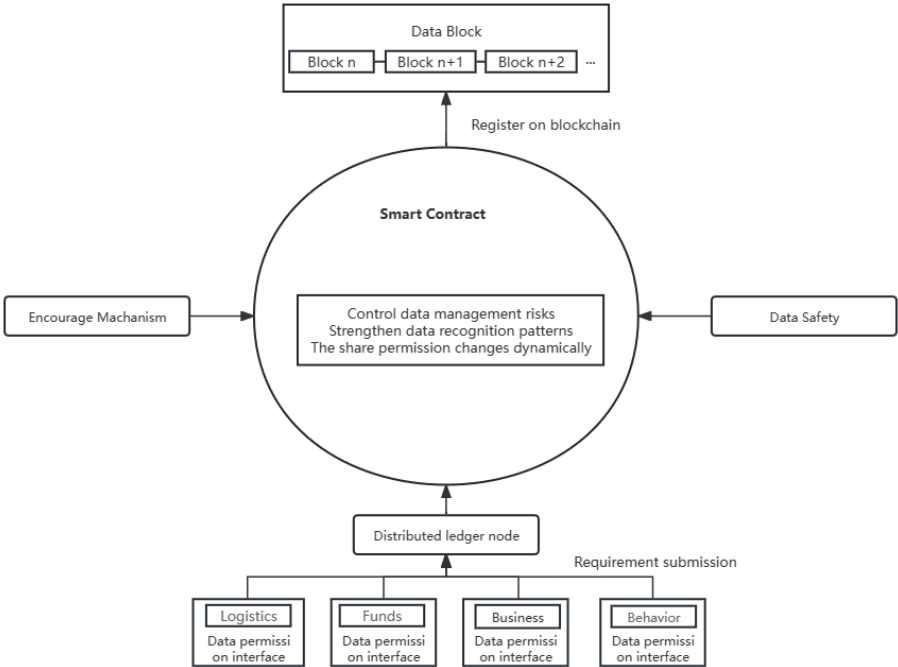 Data Block
Block n Block n+1 Block n+2 ...
Register on blockchain
Smart Contract
Encourage Machanism
Control data management risks
Strengthen data recognition patterns
The share permission changes dynamically
Data Safety
Distributed ledger node
Requirement submission
Logistics
Data permissi
on interface
Funds
Data permissi
on interface
Business
Data permissi
on interface
Behavior
Data permissi
on interface